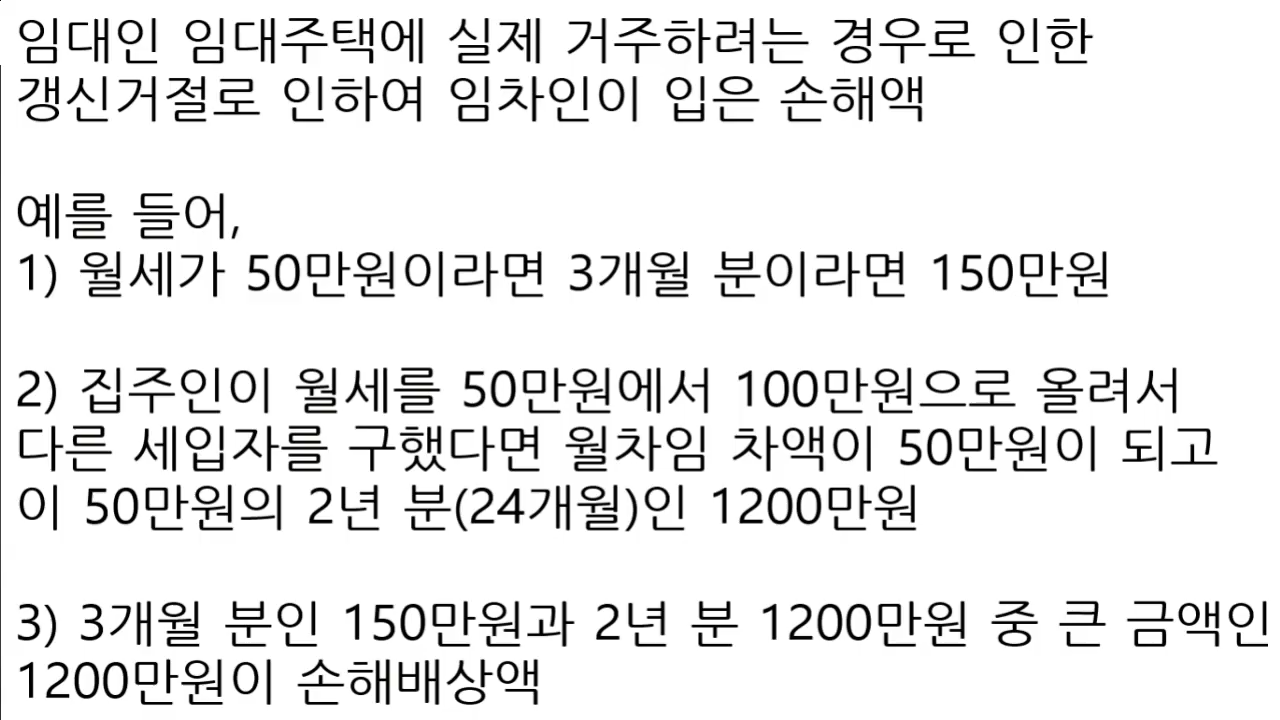 임대인 임대주택에 실제 거주하려는 경우로 인한
갱신거절로 인하여 임차인이 입은 손해액
예를 들어,
1) 월세가 50만원이라면 3개월 분이라면 150만원
2) 집주인이 월세를 50만원에서 100만원으로 올려서
다른 세입자를 구했다면 월차임 차액이 50만원이 되고
이 50만원의 2년 분(24개월)인 1200만원
3) 3개월 분인 150만원과 2년 분 1200만원 중 큰 금액인
1200만원이 손해배상액